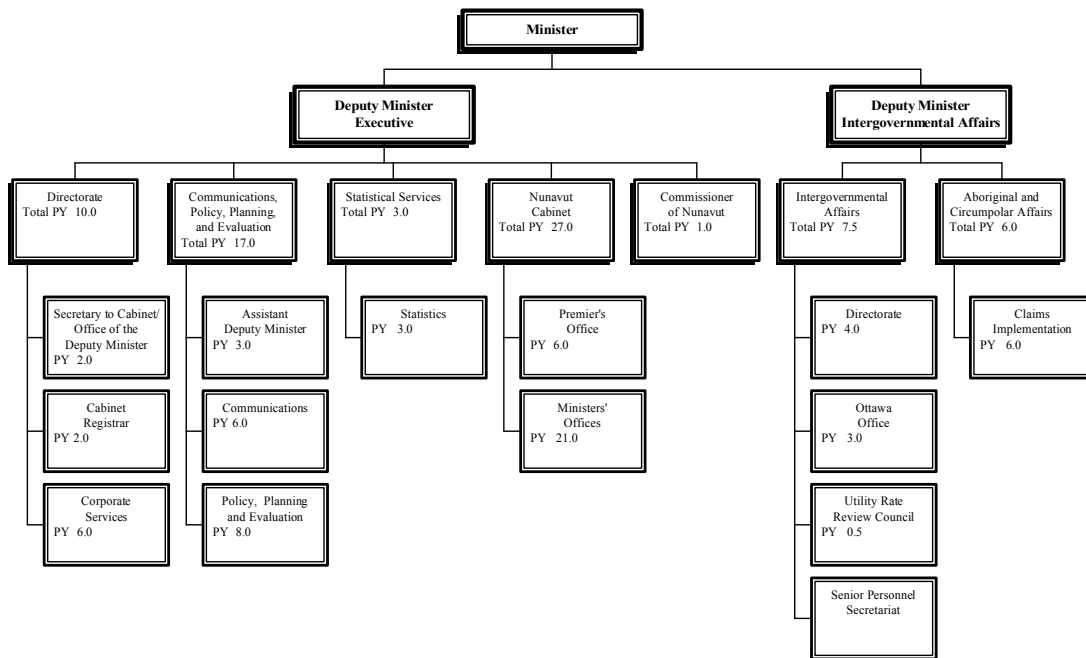 Minister
Deputy Minister
Executive
Deputy Minister
Intergovernmental Affairs
Directorate
Total PY 10.0
Communications,
Policy, Planning,
and Evaluation
Total PY 17.0
Statistical Services
Total PY 3.0
Nunavut
Cabinet
Total PY 27.0
Commissioner
of Nunavut
Total PY 1.0
Intergovernmental
Affairs
Total PY 7.5
Aboriginal and
Circumpolar Affairs
Total PY 6.0
Secretary to Cabinet/
Office of the
Deputy Minister
PY 2.0
Assistant
Deputy Minister
PY 3.0
Statistics
PY 3.0
Premier's
Office
PY 6.0
Directorate
PY 4.0
Claims
Implementation
PY 6.0
Cabinet
Registrar
PY 2.0
Communications
PY 6.0
Ministers'
Offices
PY 21.0
Ottawa
Office
PY 3.0
Corporate
Services
PY 6.0
Policy, Planning
and Evaluation
PY 8.0
Utility Rate
Review Council
PY 0.5
Senior Personnel
Secretariat